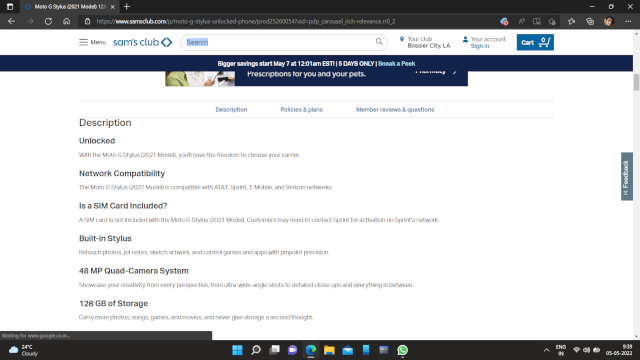 Moto G Stylus (2021 Model) 128
https://www.samsclub.com/p/moto-g-stylus-unlocked-phone/prod25260054?xid=pdp_carousel_rich-relevance.rr0_2
Menu
sam's club
Search
Your club
Bossier City, LA
Your account
Sign in
Cart
0
Bigger savings start May 7 at 12:01am EST! | 5 DAYS ONLY | Sneak a Peek
Prescriptions for you and your pets.
Pharmacy
Description
Policies & plans
Member reviews & questions
Description
Unlocked
With the Moto G Stylus (2021 Model), you'll have the freedom to choose your carrier.
Network Compatibility
The Moto G Stylus (2021 Model) is compatible with AT&T, Sprint, T-Mobile, and Verizon networks.
Is a SIM Card Included?
A SIM card is not included with the Moto G Stylus (2021 Model). Customers may need to contact Sprint for activation on Sprint's network.
Built-in Stylus
Retouch photos, jot notes, sketch artwork, and control games and apps with pinpoint precision.
48 MP Quad-Camera System
Showcase your creativity from every perspective, from ultra-wide-angle shots to detailed close-ups and everything in between.
128 GB of Storage
Carry more photos, songs, games, and movies, and never give storage a second thought.
Feedback
Waiting for www.google.co.in...
24°C
Cloudy
ENG
IN
9:38
05-05-2022